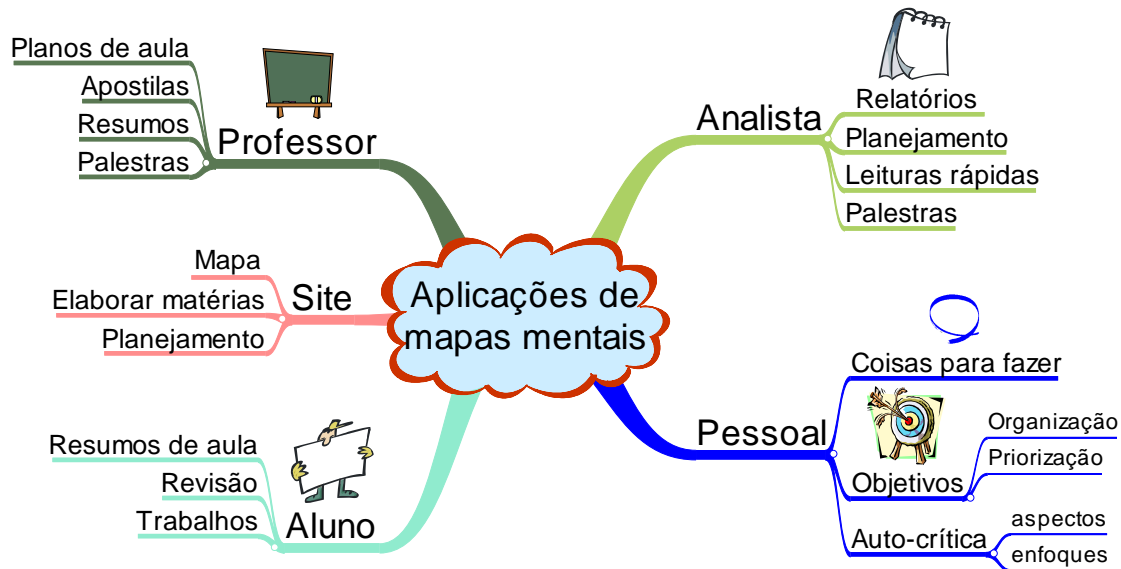 Aplicações de
mapas mentais
Professor
Planos de aula
Apostilas
Resumos
Palestras
Site
Mapa
Elaborar matérias
Planejamento
Aluno
Resumos de aula
Revisão
Trabalhos
Analista
Relatórios
Planejamento
Leituras rápidas
Palestras
Pessoal
Coisas para fazer
Objetivos
Organização
Priorização
Auto-crítica
aspectos
enfoques